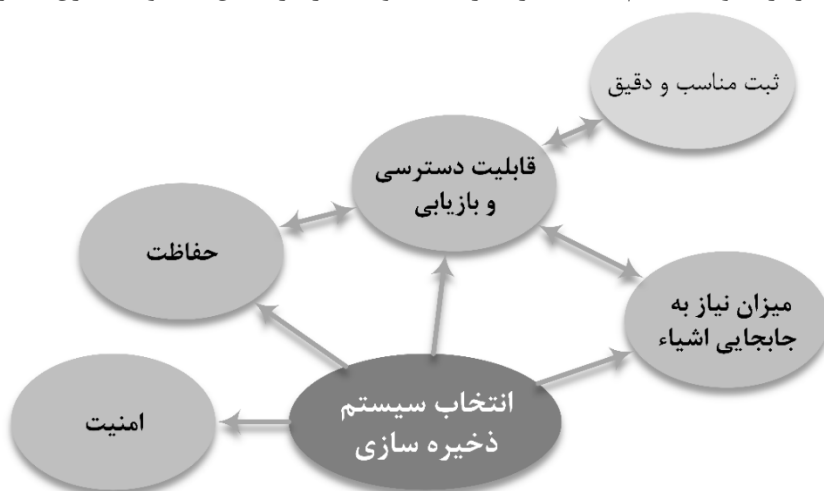 ثبت مناسب و دقیق
قابلیت دسترسی
و بازیابی
حفاظت
میزان نیاز به
جابجایی اشیاء
انتخاب سیستم
ذخیره سازی
امنیت